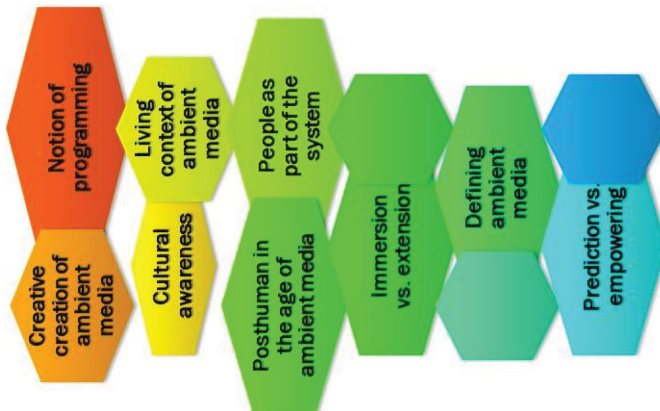 Notion of
programming
Creative
creation of
ambient
media
Living
context of
ambient
media
Cultural
awareness
People as
part of the
system
Posthuman in
the age of
ambient media
Immersion
vs. extension
Defining
ambient
media
Prediction vs.
empowering